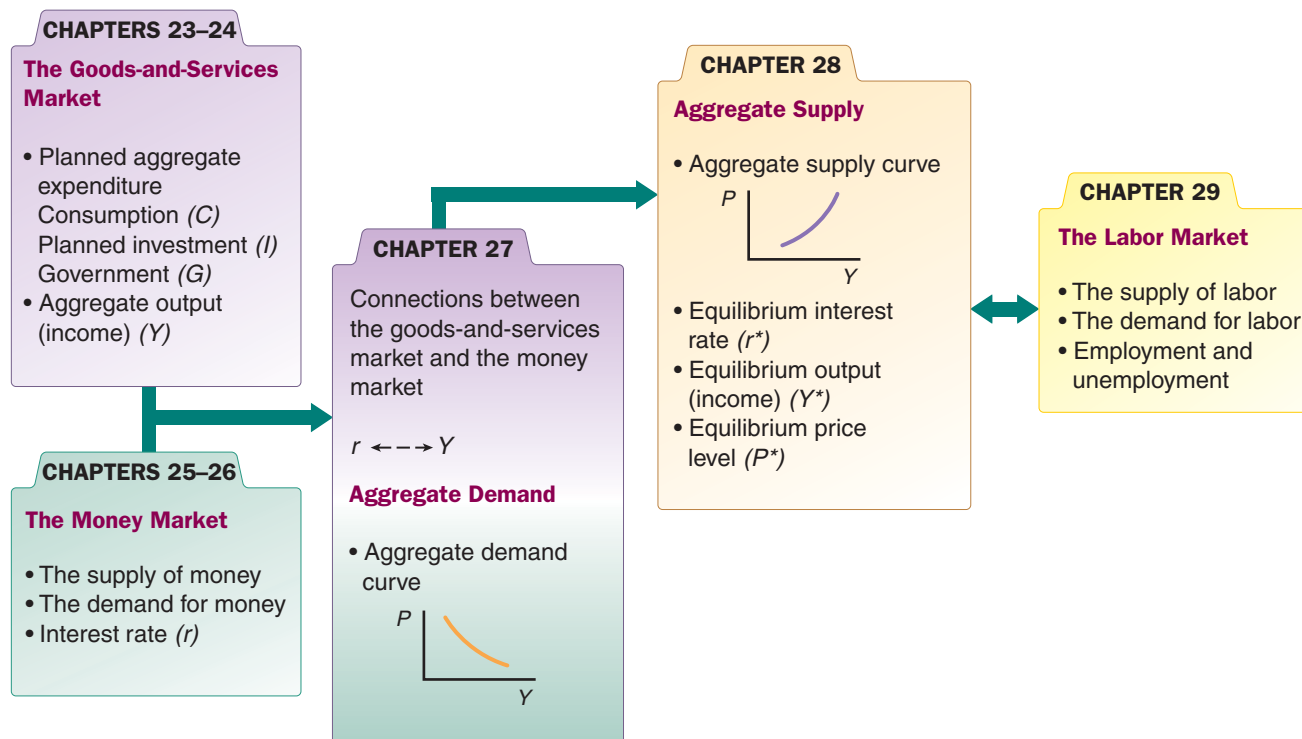 CHAPTERS 23–24
The Goods-and-Services
Market
• Planned aggregate
expenditure
Consumption (C)
Planned investment (I)
Government (G)
• Aggregate output
(income) (Y)
CHAPTERS 25–26
The Money Market
• The supply of money
• The demand for money
• Interest rate (r)
CHAPTER 27
Connections between
the goods-and-services
market and the money
market
r ←--→ Y
Aggregate Demand
• Aggregate demand
curve
P
Y
CHAPTER 28
Aggregate Supply
• Aggregate supply curve
P
Y
• Equilibrium interest
rate (r*)
• Equilibrium output
(income) (Y*)
• Equilibrium price
level (P*)
CHAPTER 29
The Labor Market
• The supply of labor
• The demand for labor
• Employment and
unemployment